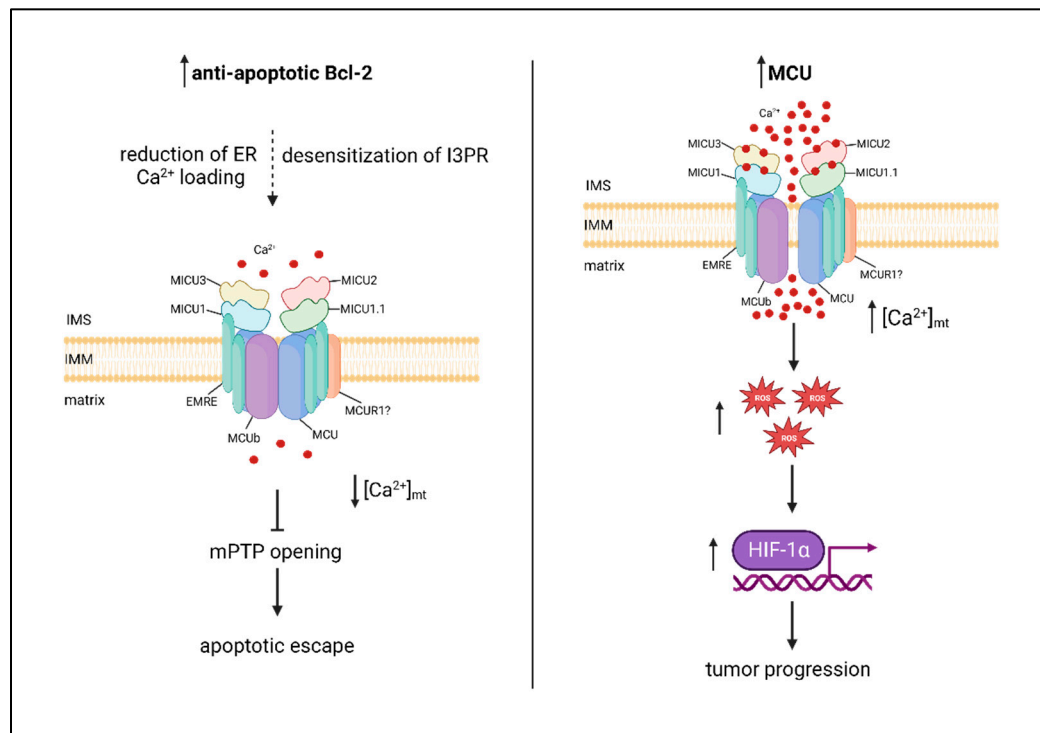 anti-apoptotic Bcl-2
reduction of ER
Ca²⁺ loading
desensitization of I3PR
Ca²⁺
MICU3
MICU2
MICU1
MICU1.1
IMS
IMM
matrix
EMRE
MCUR1?
MCUb
MCU
[Ca²⁺]mt
mPTP opening
apoptotic escape
MCU
Ca²⁺
MICU3
MICU2
MICU1
MICU1.1
IMS
IMM
matrix
EMRE
MCUR1?
MCUb
MCU
[Ca²⁺]mt
ROS
ROS
ROS
HIF-1α
tumor progression